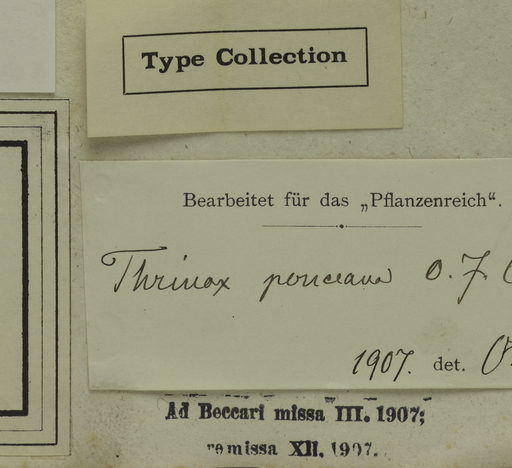 Type Collection
Bearbeitet für das „Pflanzenreich“.
Thrinax ponceana O. F.
1907. det.
Ad Beccari missa III. 1907;
remissa XII. 1907.